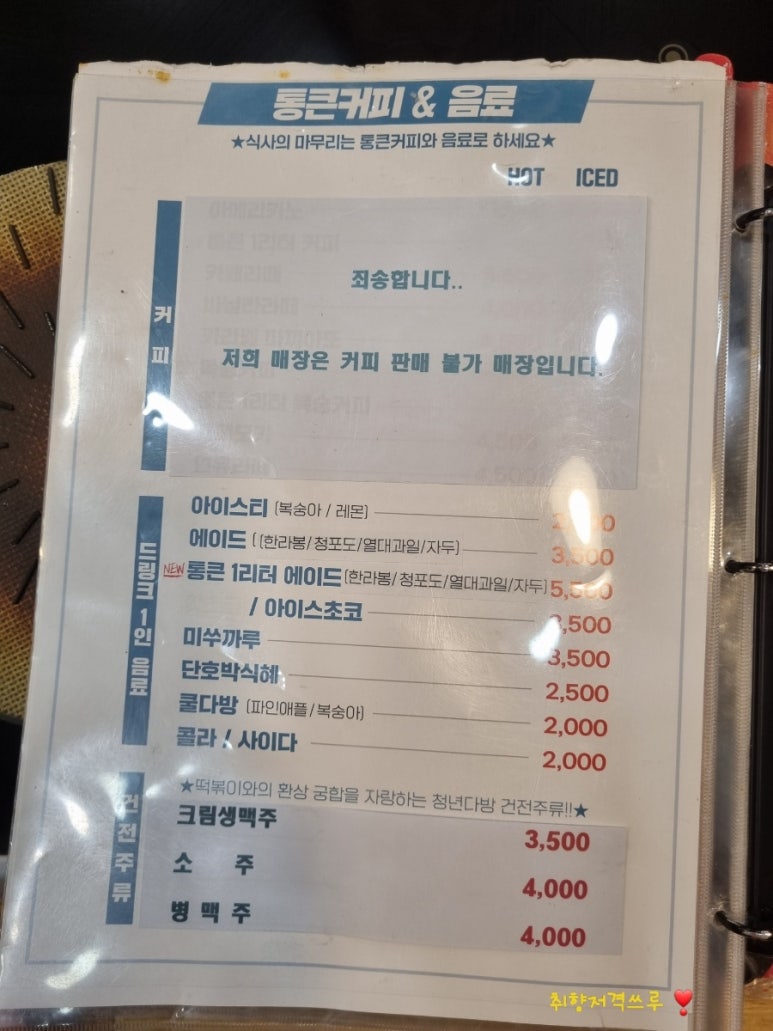 통큰커피 & 음료
★식사의 마무리는 통큰커피와 음료로 하세요★
HOT ICED
커피
죄송합니다..
저희 매장은 커피 판매 불가 매장입니다.
드링크 1인 음료
아이스티 (복숭아 / 레몬)
에이드 ((한라봉/청포도/열대과일/자두) 3,500
NEW 통큰 1리터 에이드(한라봉/청포도/열대과일/자두) 5,500
/ 아이스초코 3,500
미쑤까루 3,500
단호박식혜 2,500
쿨다방 (파인애플/복숭아) 2,000
콜라 / 사이다 2,000
건전주류
★떡볶이와의 환상 궁합을 자랑하는 청년다방 건전주류!!★
크림생맥주 3,500
소 주 4,000
병 맥 주 4,000
취향저격쓰루